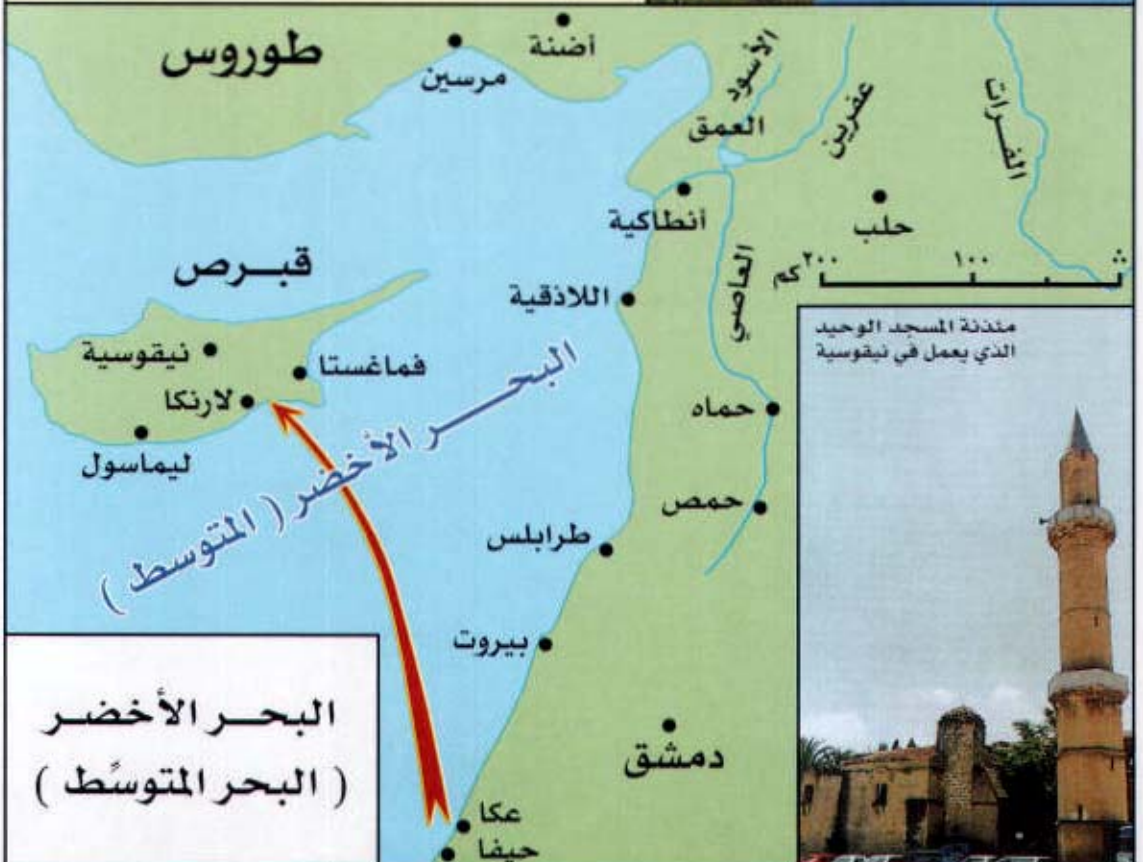 طوروس
أضنة
مرسين
الأسود
العمق
عفرين
الفرات
أنطاكية
حلب
العاصي
كم ٢٠٠ ١٠٠
قبرص
اللاذقية
نيقوسية
فماغستا
لارنكا
ليماسول
البحر الأخضر ( المتوسط )
حماه
حمص
طرابلس
بيروت
دمشق
عكا
حيفا
مئذنة المسجد الوحيد
الذي يعمل في نيقوسية
البحر الأخضر
( البحر المتوسِّط )